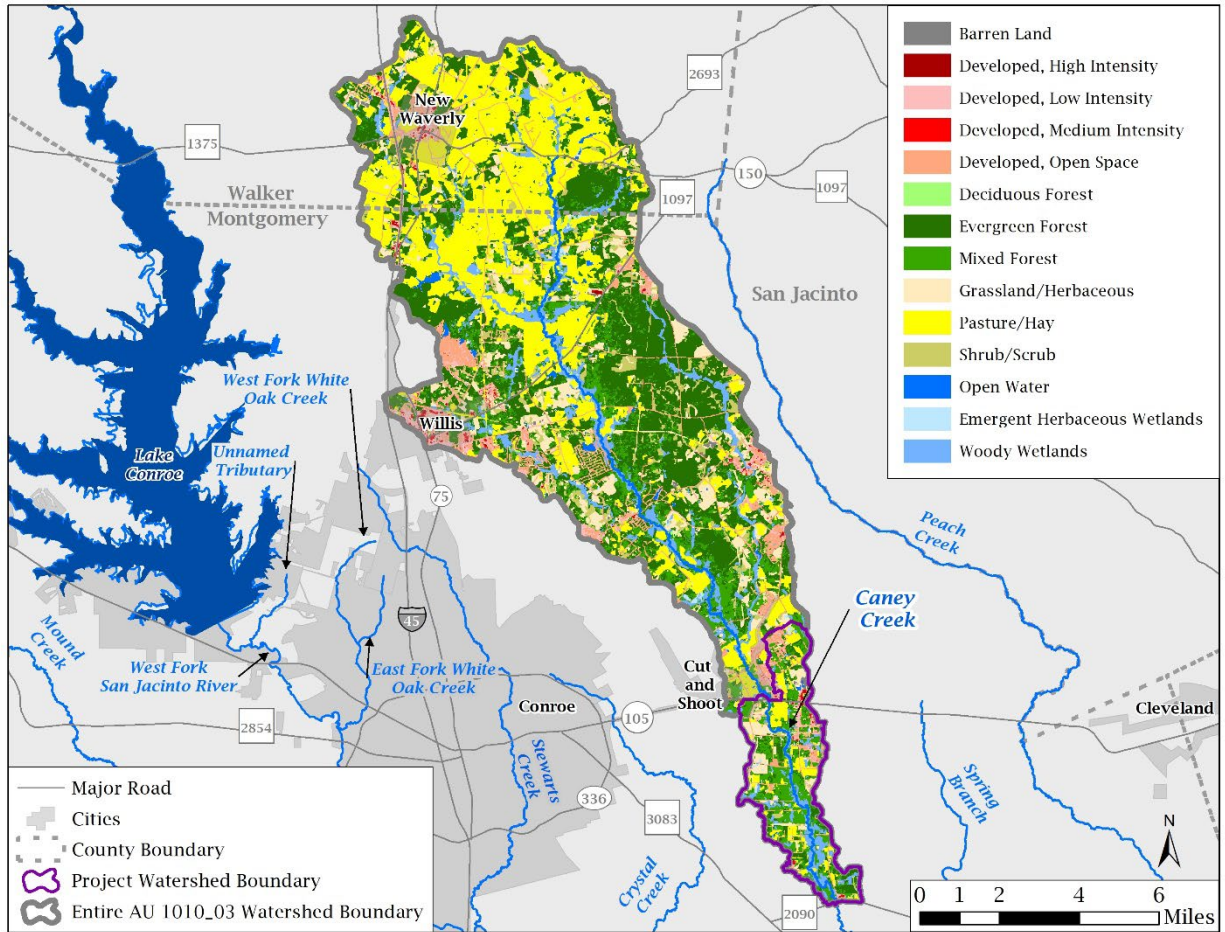 Barren Land
Developed, High Intensity
Developed, Low Intensity
Developed, Medium Intensity
Developed, Open Space
Deciduous Forest
Evergreen Forest
Mixed Forest
Grassland/Herbaceous
Pasture/Hay
Shrub/Scrub
Open Water
Emergent Herbaceous Wetlands
Woody Wetlands
2693
New
Waverly
1375
150
1097
1097
Walker
Montgomery
San Jacinto
West Fork White
Oak Creek
Willis
Lake
Conroe
Unnamed
Tributary
75
Peach
Creek
Caney
Creek
45
Mound
Creek
West Fork
San Jacinto River
East Fork White
Oak Creek
Cut
and
Shoot
Conroe
105
Cleveland
2854
Stewarts
Creek
Spring
Branch
336
3083
Crystal
Creek
2090
Major Road
Cities
County Boundary
Project Watershed Boundary
Entire AU 1010_03 Watershed Boundary
N
0 1 2 4 6
Miles